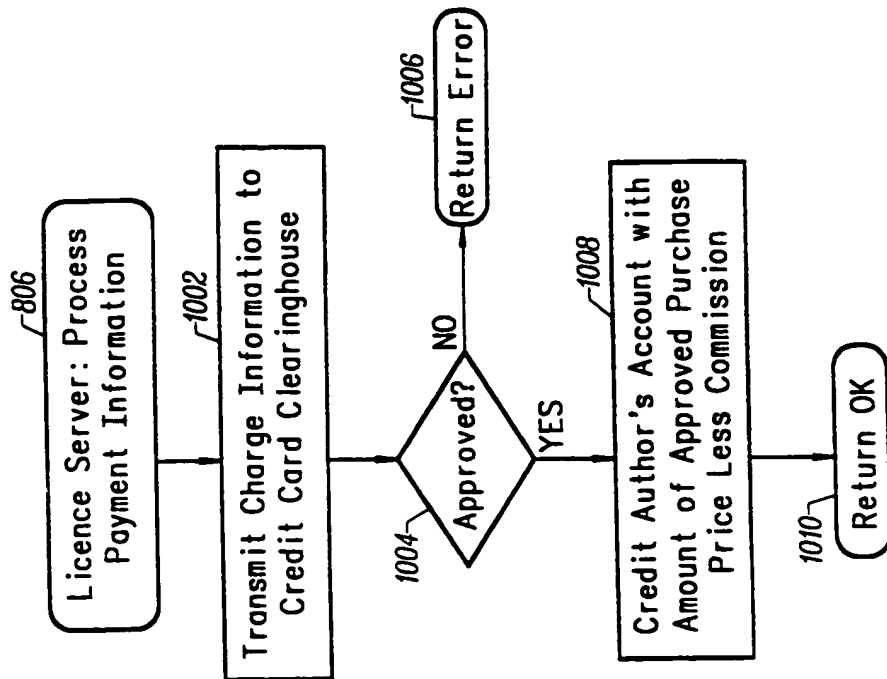 806
Licence Server: Process
Payment Information
1002
Transmit Charge Information to
Credit Card Clearinghouse
1004
Approved?
NO
1006
Return Error
YES
1008
Credit Author's Account with
Amount of Approved Purchase
Price Less Commission
1010
Return OK